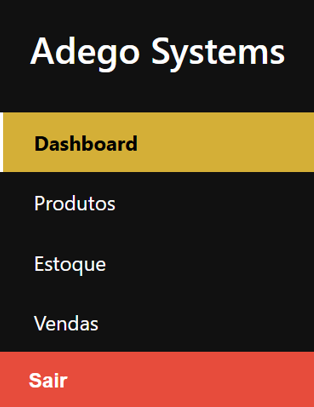 Adego Systems
Dashboard
Produtos
Estoque
Vendas
Sair